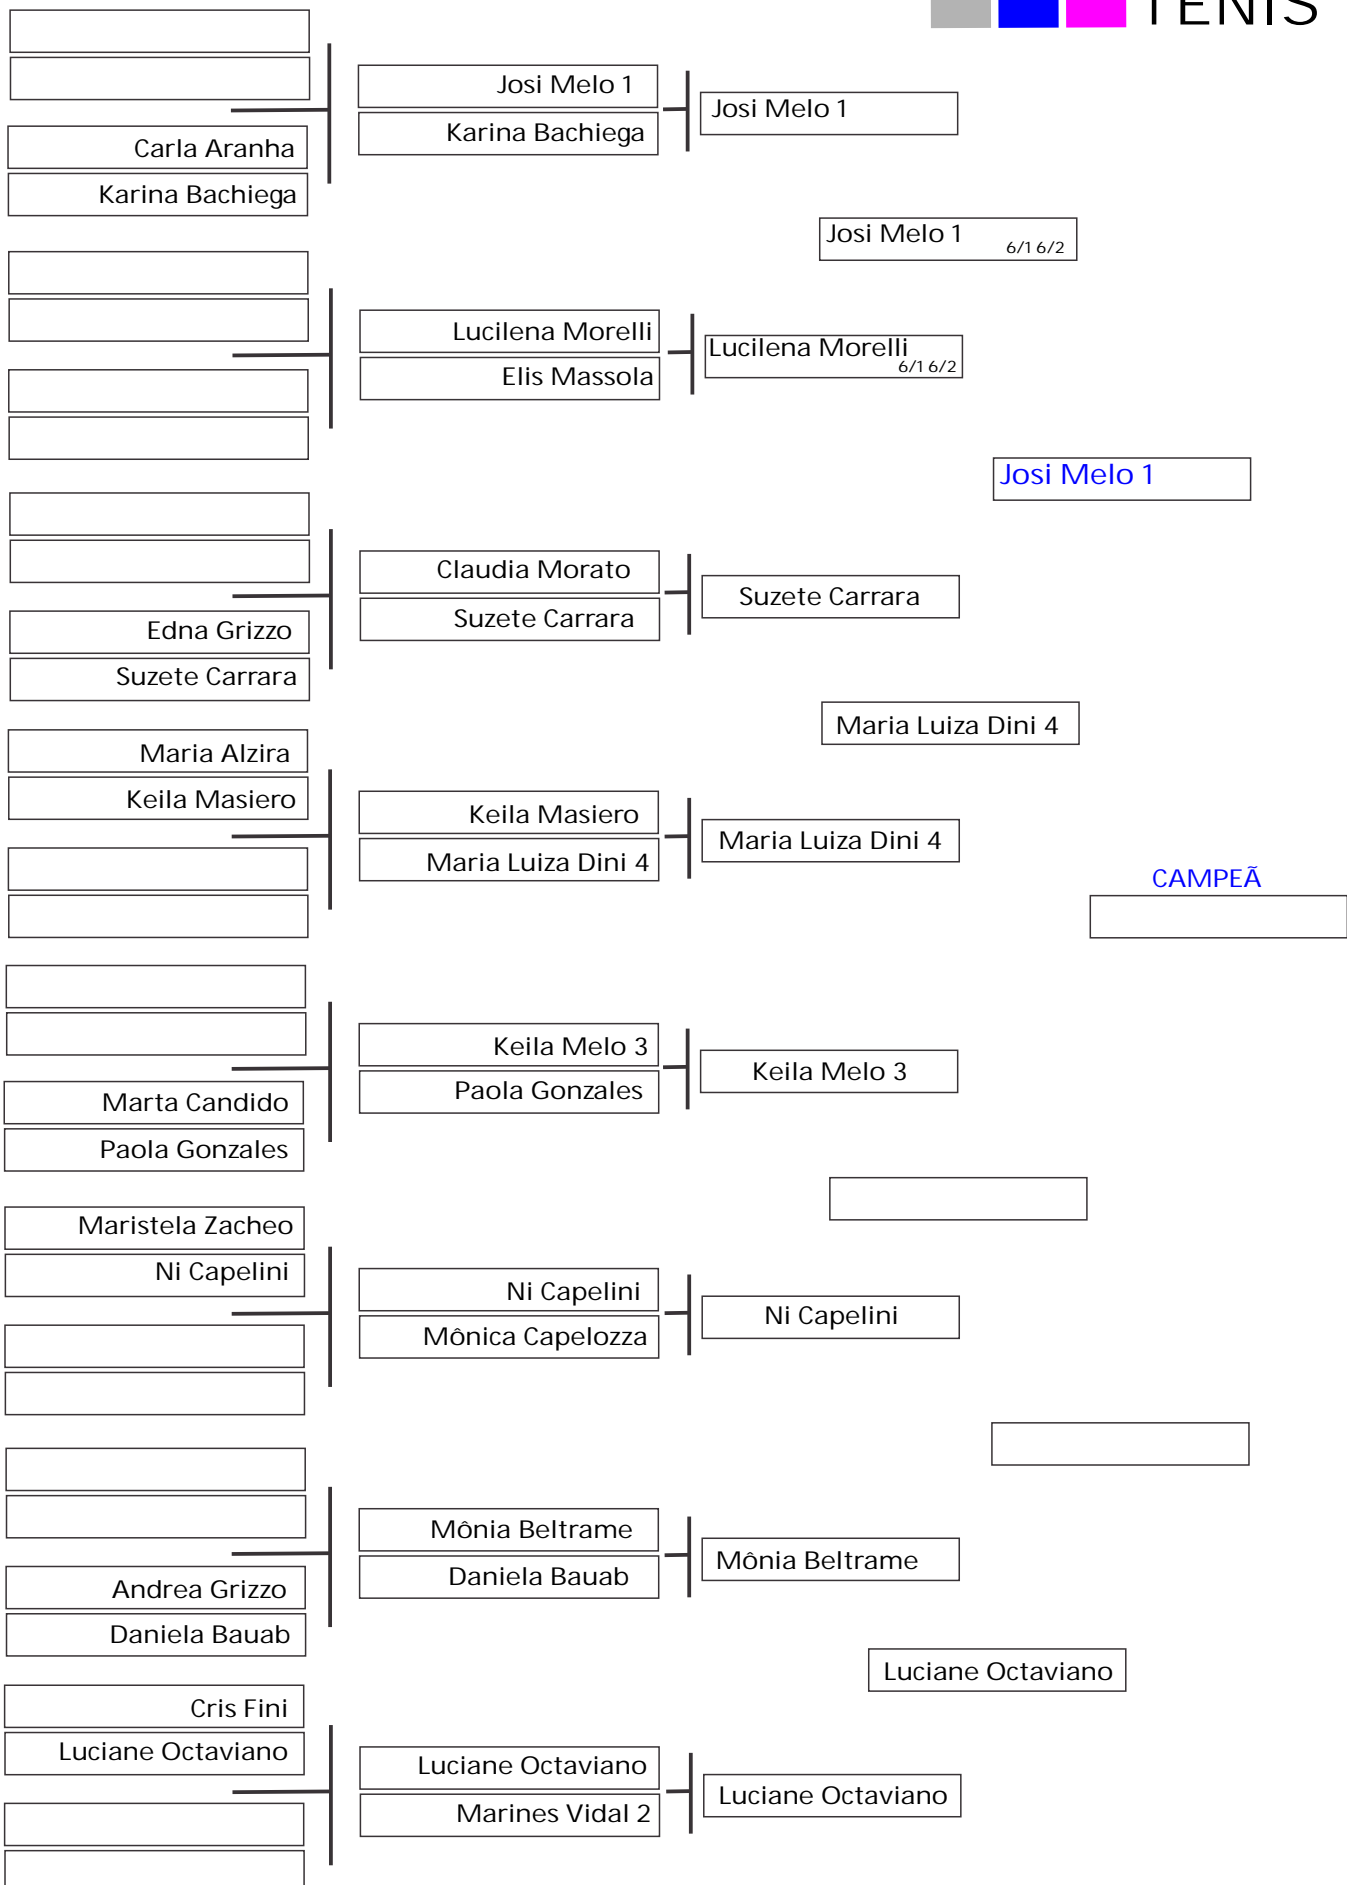 TENIS
Josi Melo 1
Josi Melo 1
Karina Bachiega
Carla Aranha
Karina Bachiega
Josi Melo 1 6/1 6/2
Lucilena Morelli
Lucilena Morelli 6/1 6/2
Elis Massola
Josi Melo 1
Claudia Morato
Suzete Carrara
Suzete Carrara
Edna Grizzo
Suzete Carrara
Maria Luiza Dini 4
Maria Alzira
Keila Masiero
Keila Masiero
Maria Luiza Dini 4
Maria Luiza Dini 4
CAMPEÃ
Keila Melo 3
Keila Melo 3
Paola Gonzales
Marta Candido
Paola Gonzales
Maristela Zacheo
Ni Capelini
Ni Capelini
Ni Capelini
Mônica Capelozza
Mônia Beltrame
Mônia Beltrame
Daniela Bauab
Andrea Grizzo
Daniela Bauab
Luciane Octaviano
Cris Fini
Luciane Octaviano
Luciane Octaviano
Luciane Octaviano
Marines Vidal 2